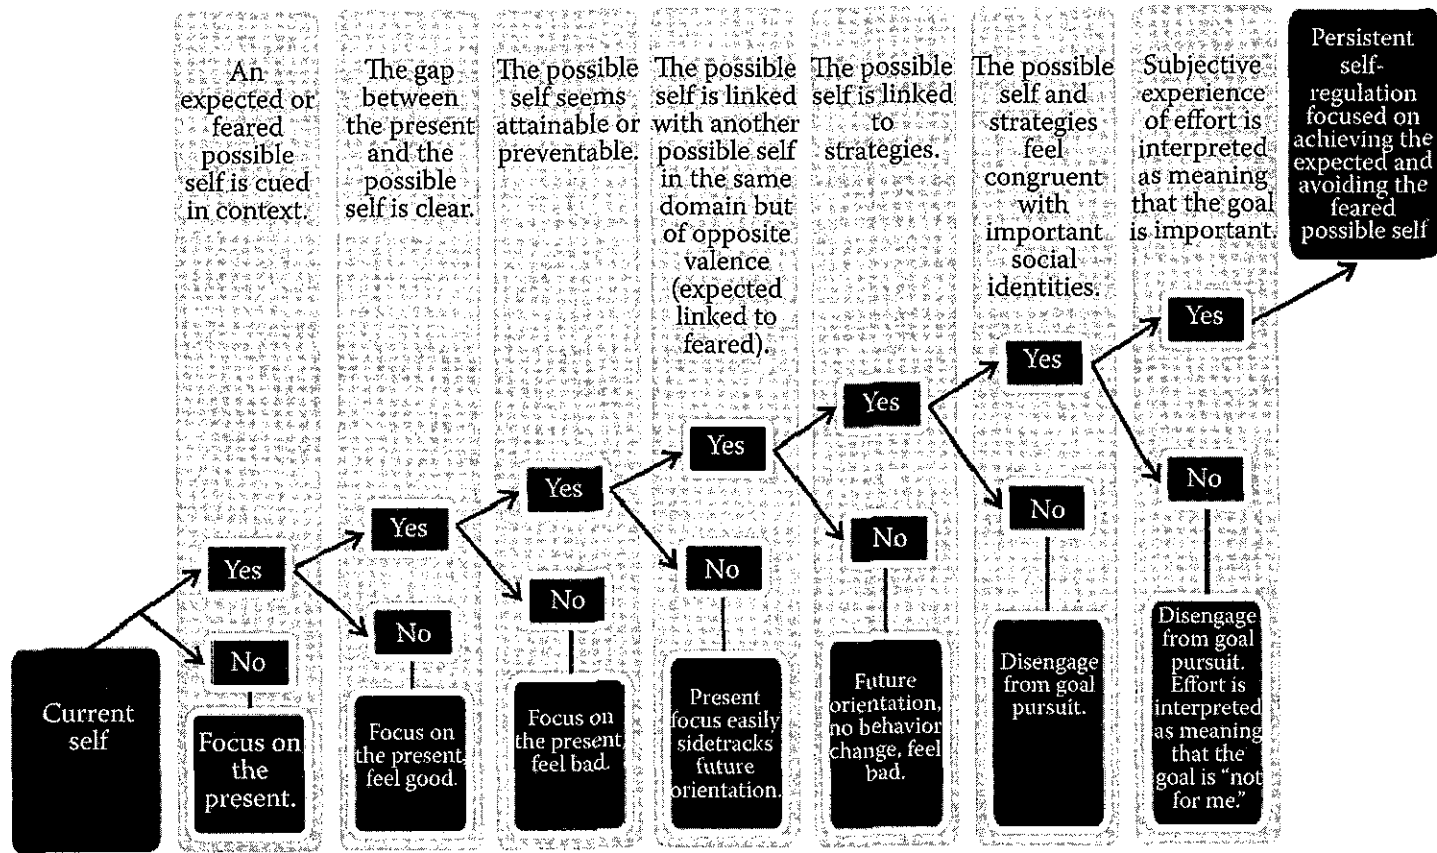 An
expected or
feared
possible
self is cued
in context.
The gap
between
the present
and the
possible
self is clear.
The possible
self seems
attainable or
preventable.
The possible
self is linked
with another
possible self
in the same
domain but
of opposite
valence
(expected
linked to
feared).
The possible
self is linked
to
strategies.
The possible
self and
strategies
feel
congruent
with
important
social
identities.
Subjective
experience
of effort is
interpreted
as meaning
that the goal
is important.
Persistent
self-
regulation
focused on
achieving the
expected and
avoiding the
feared
possible self
Current
self
Yes
No
Focus on
the
present.
Yes
No
Focus on
the present,
feel good.
Yes
No
Focus on
the present,
feel bad.
Yes
No
Present
focus easily
sidetracks
future
orientation.
Yes
No
Future
orientation,
no behavior
change, feel
bad.
Yes
No
Disengage
from goal
pursuit.
Yes
No
Disengage
from goal
pursuit.
Effort is
interpreted
as meaning
that the
goal is “not
for me.”